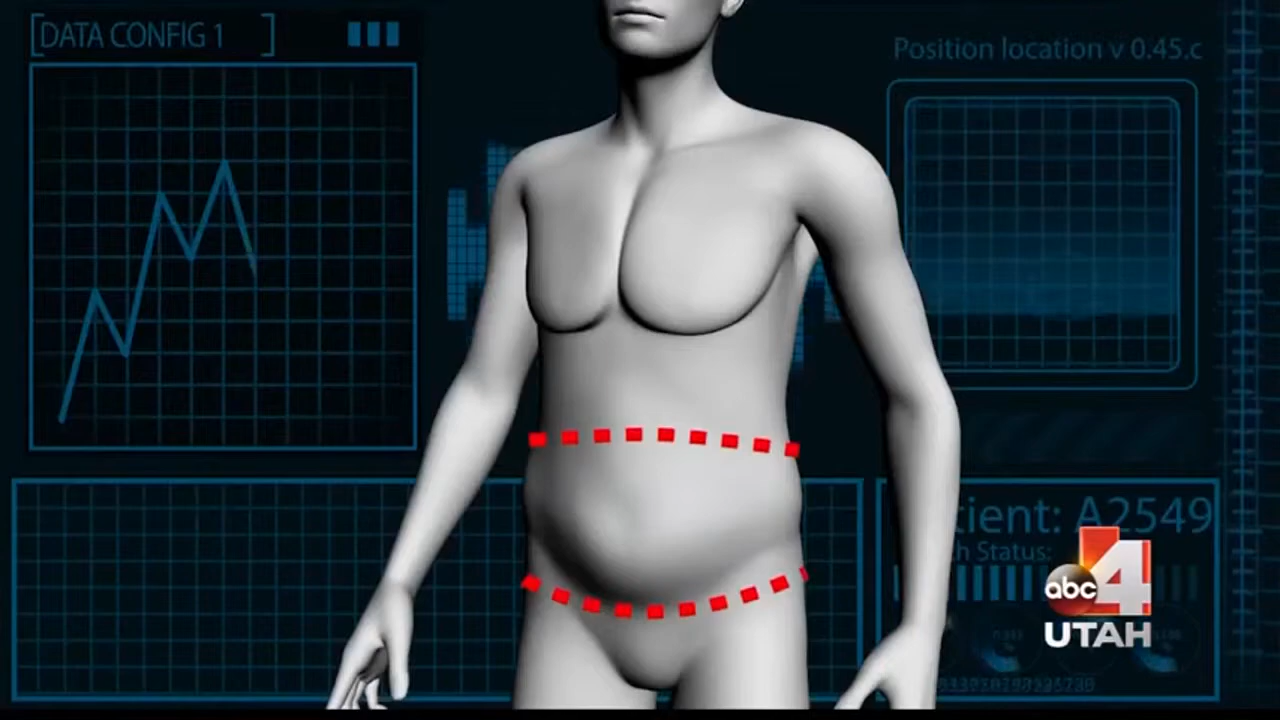 [DATA CONFIG 1 ]
Position location v 0.45.c
tient: A2549
h Status:
abc 4
UTAH